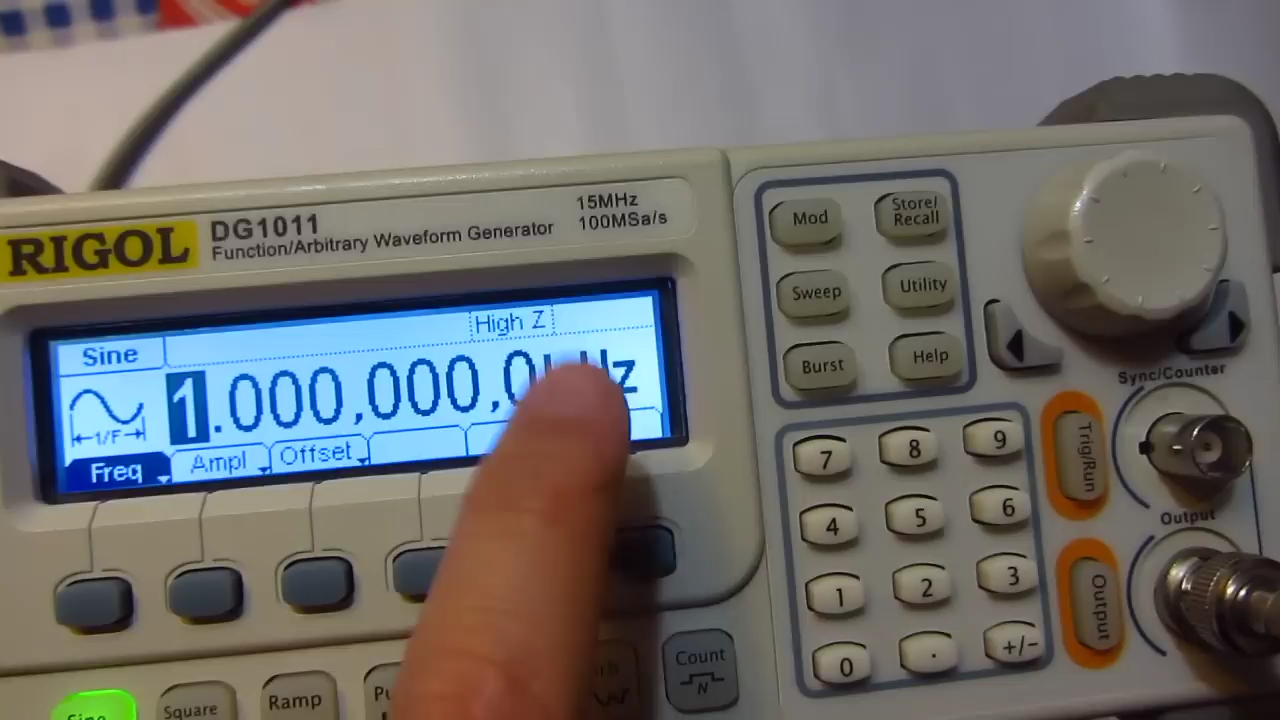 RIGOL
DG1011
Function/Arbitrary Waveform Generator
15MHz
100MSa/s
High Z
Sine
1.000,000,0
1/F
Freq
Ampl
Offset
Mod
Store/
Recall
Sweep
Utility
Burst
Help
Sync/Counter
7
8
9
4
5
6
1
2
3
0
.
+/−
Trig/Run
Output
Output
Sine
Square
Ramp
Count
N